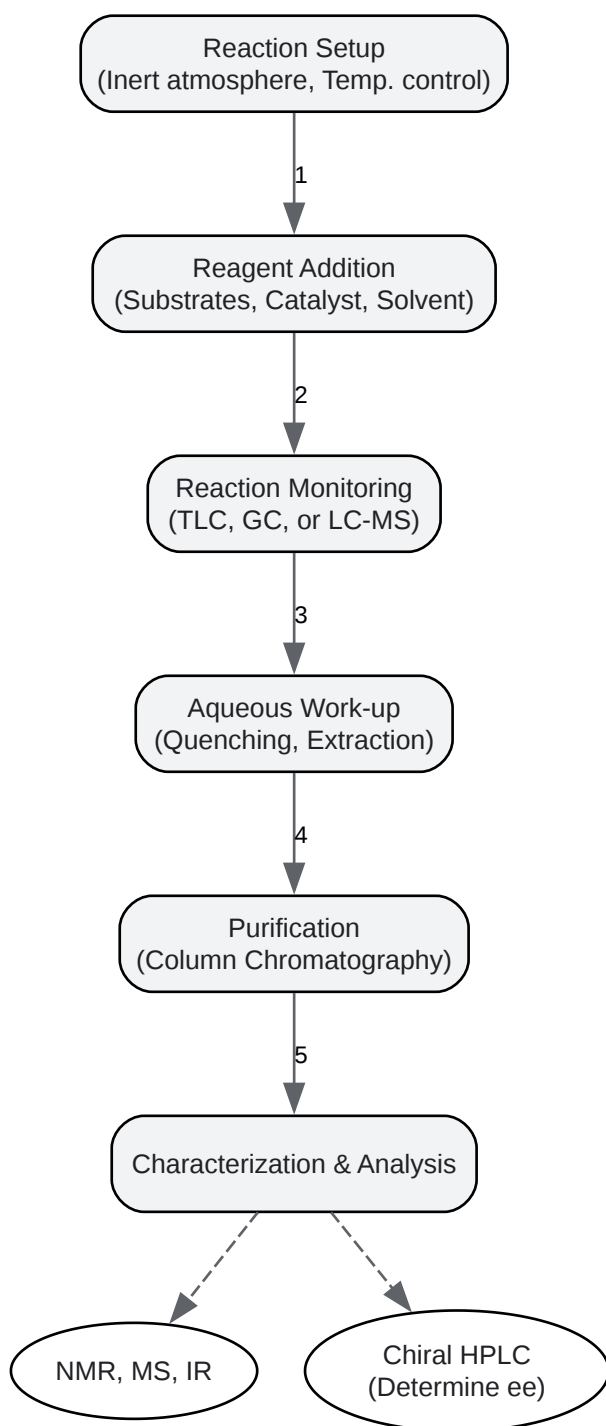 Reaction Setup
(Inert atmosphere, Temp. control)
1
Reagent Addition
(Substrates, Catalyst, Solvent)
2
Reaction Monitoring
(TLC, GC, or LC-MS)
3
Aqueous Work-up
(Quenching, Extraction)
4
Purification
(Column Chromatography)
5
Characterization & Analysis
NMR, MS, IR
Chiral HPLC
(Determine ee)